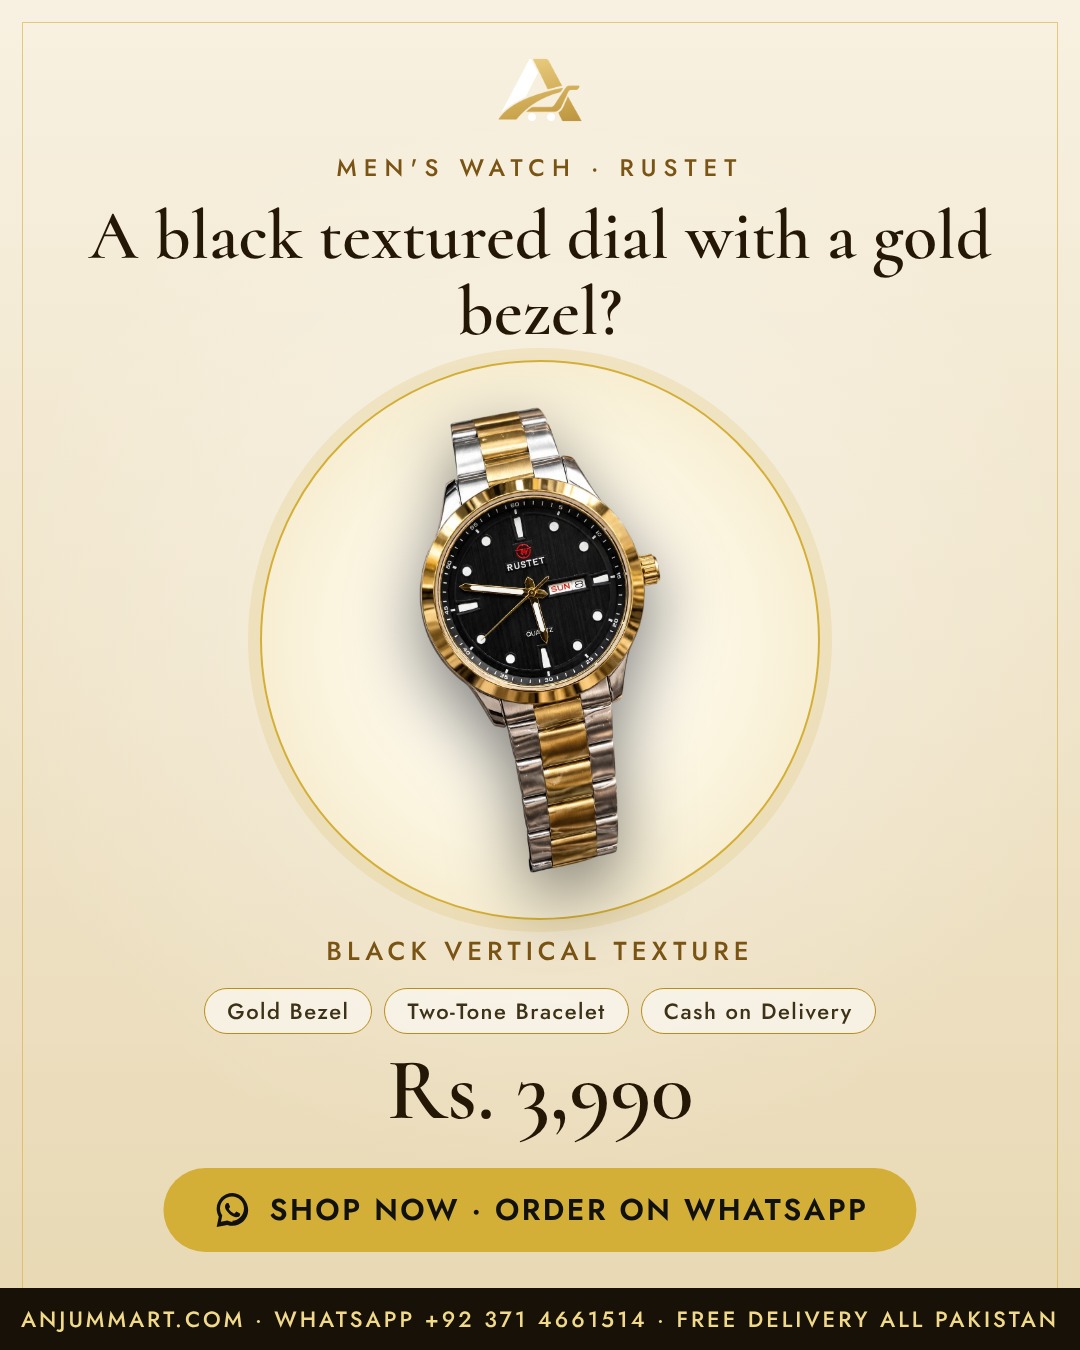 MEN'S WATCH · RUSTET
A black textured dial with a gold
bezel?
60
RUSTET
SUN
QUARTZ
BLACK VERTICAL TEXTURE
Gold Bezel
Two-Tone Bracelet
Cash on Delivery
Rs. 3,990
SHOP NOW · ORDER ON WHATSAPP
ANJUMMART.COM · WHATSAPP +92 371 4661514 · FREE DELIVERY ALL PAKISTAN